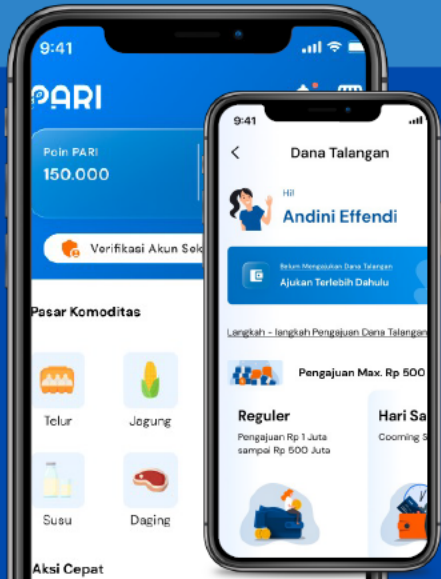 9:41
PARI
Poin PARI
150.000
Verifikasi Akun Sek
Pasar Komoditas
Telur
Jagung
Susu
Daging
Aksi Cepat
9:41
Dana Talangan
Hi!
Andini Effendi
Belum Mengajukan Dana Talangan
Ajukan Terlebih Dahulu
Langkah - langkah Pengajuan Dana Talangan
Pengajuan Max. Rp 500
Reguler
Pengajuan Rp 1 Juta
sampai Rp 500 Juta
Hari Sa
Cooming S